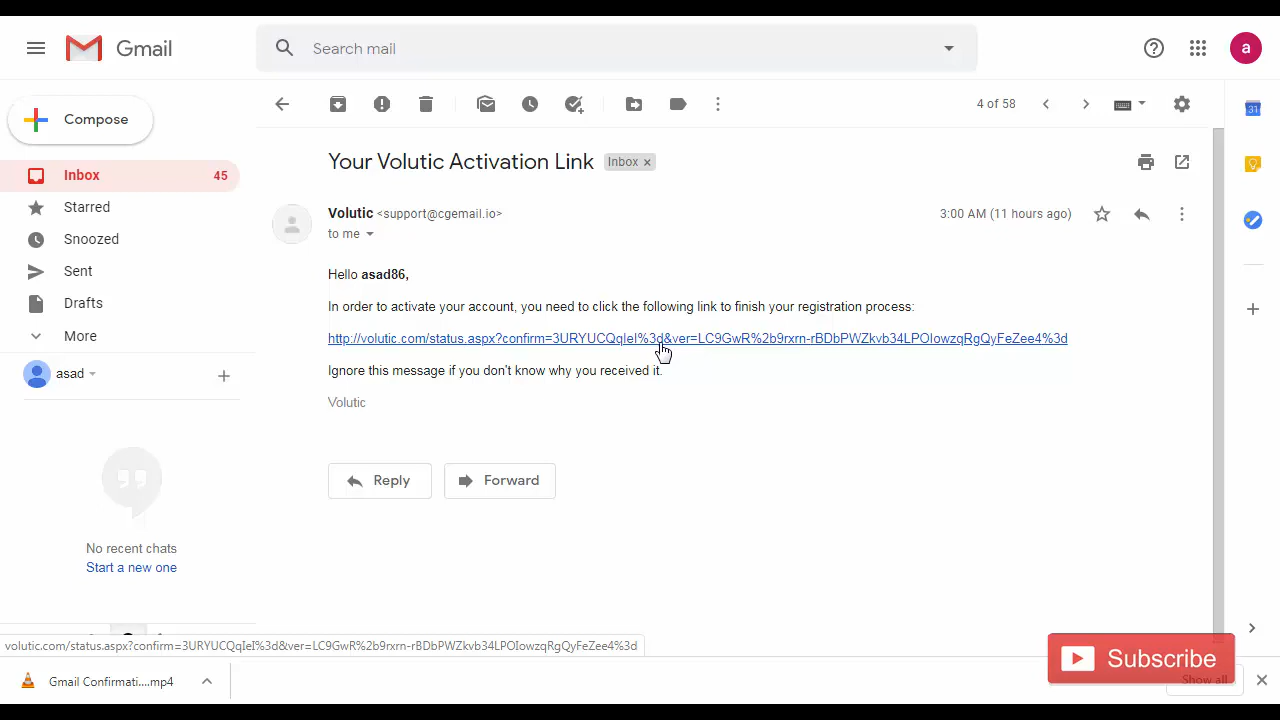 Gmail
Search mail
a
Compose
4 of 58
31
Inbox 45
Your Volutic Activation Link Inbox x
Starred
Volutic <support@cgemail.io> 3:00 AM (11 hours ago)
to me
Snoozed
Sent
Hello asad86,
Drafts
In order to activate your account, you need to click the following link to finish your registration process:
More
http://volutic.com/status.aspx?confirm=3URYUCQqIeI%3d&ver=LC9GwR%2b9rxrn-rBDbPWZkvb34LPOIowzqRgQyFeZee4%3d
asad
Ignore this message if you don't know why you received it.
Volutic
Reply
Forward
No recent chats
Start a new one
volutic.com/status.aspx?confirm=3URYUCQqIeI%3d&ver=LC9GwR%2b9rxrn-rBDbPWZkvb34LPOIowzqRgQyFeZee4%3d
Subscribe
Gmail Confirmati....mp4
Show all